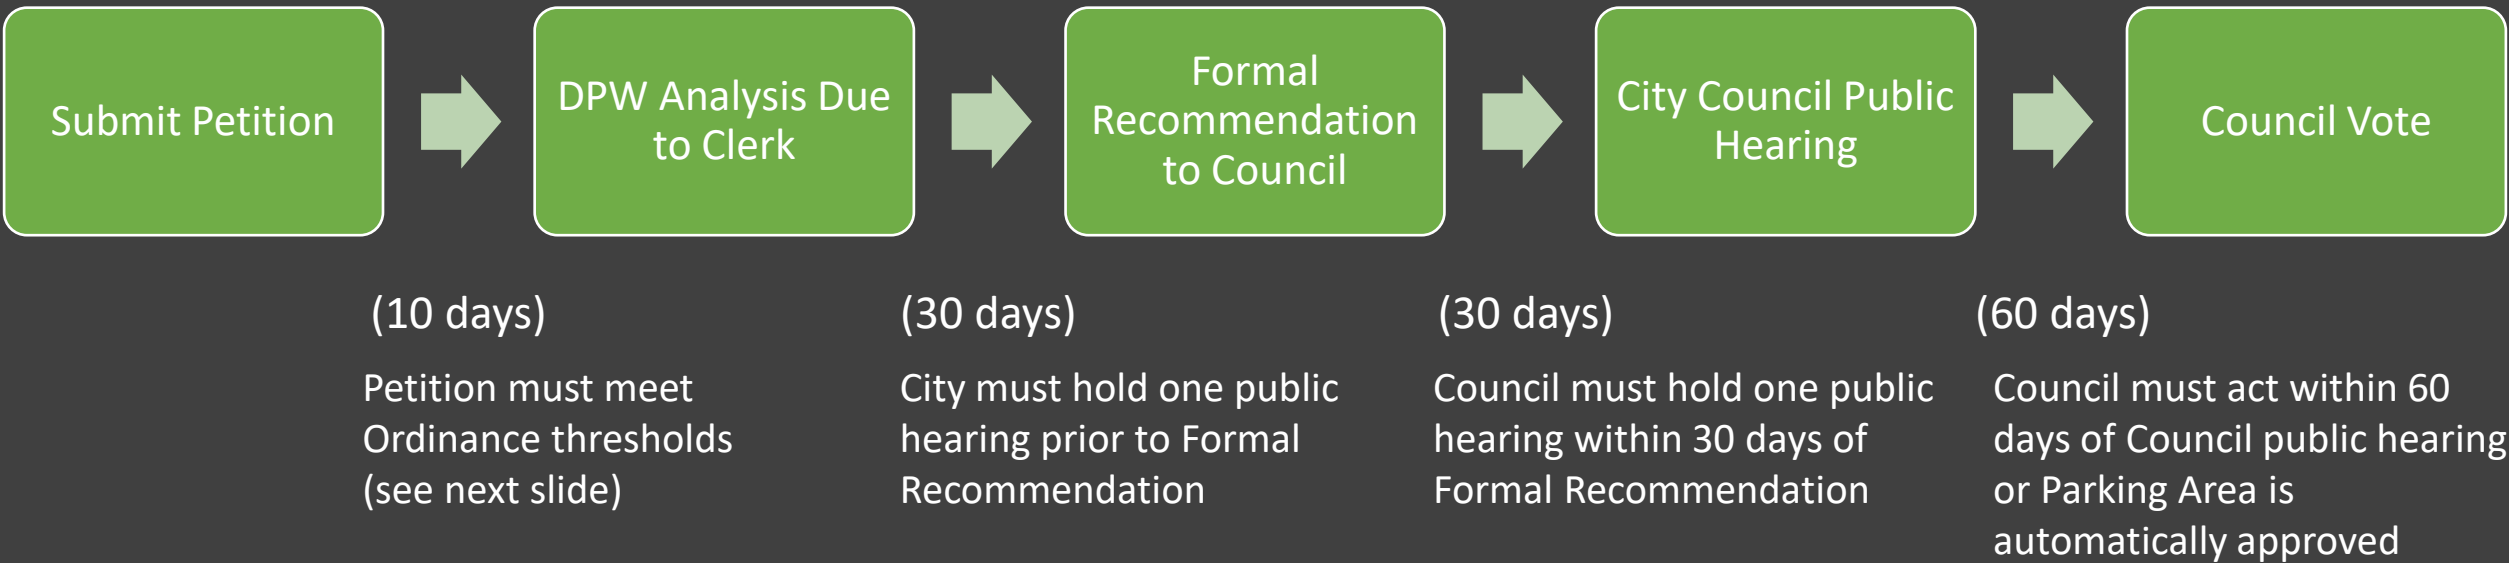 Submit Petition
DPW Analysis Due
to Clerk
Formal
Recommendation
to Council
City Council Public
Hearing
Council Vote
(10 days)
Petition must meet
Ordinance thresholds
(see next slide)
(30 days)
City must hold one public
hearing prior to Formal
Recommendation
(30 days)
Council must hold one public
hearing within 30 days of
Formal Recommendation
(60 days)
Council must act within 60
days of Council public hearing
or Parking Area is
automatically approved